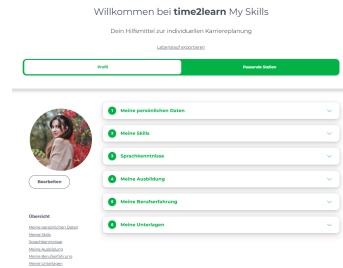 Willkommen bei time2learn My Skills
Dein Hilfsmittel zur individuellen Karriereplanung
Lebenslauf exportieren
Profil
Passende Stellen
1 Meine persönlichen Daten
2 Meine Skills
3 Sprachkenntnisse
4 Meine Ausbildung
5 Meine Berufserfahrung
6 Meine Unterlagen
Bearbeiten
Übersicht
Meine persönlichen Daten
Meine Skills
Sprachkenntnisse
Meine Ausbildung
Meine Berufserfahrung
Meine Unterlagen